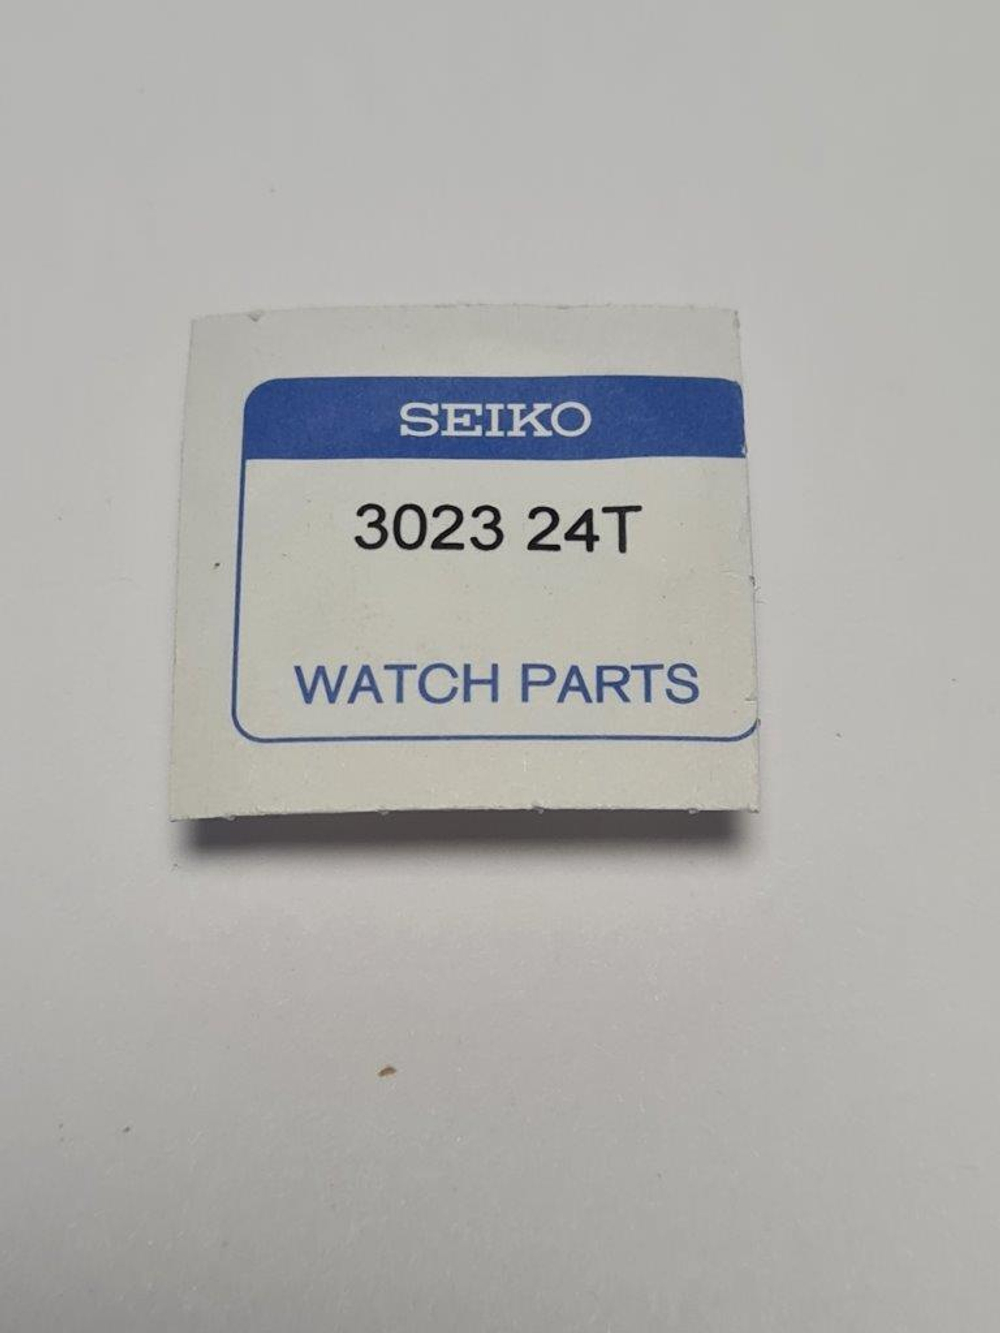 SEIKO
3023 24T
WATCH PARTS